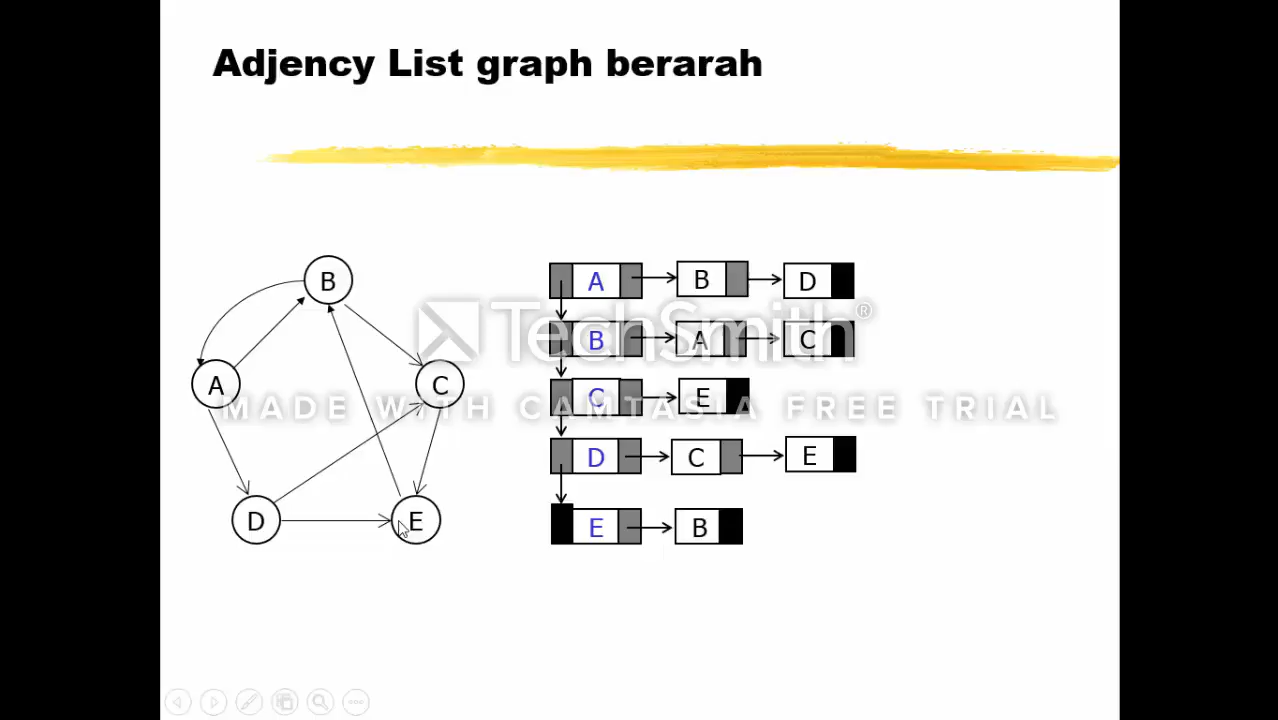 Adjency List graph berarah
B
A
C
D
E
A B D
B A C
C E
D C E
E B
TechSmith®
MADE WITH CAMTASIA FREE TRIAL